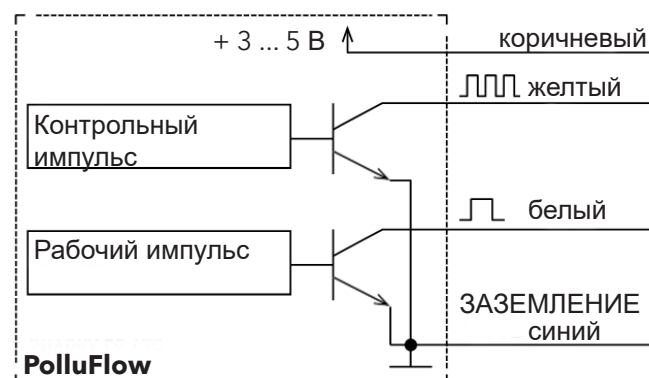 + 3 ... 5 В
коричневый
желтый
Контрольный
импульс
белый
Рабочий импульс
ЗАЗЕМЛЕНИЕ
синий
PolluFlow